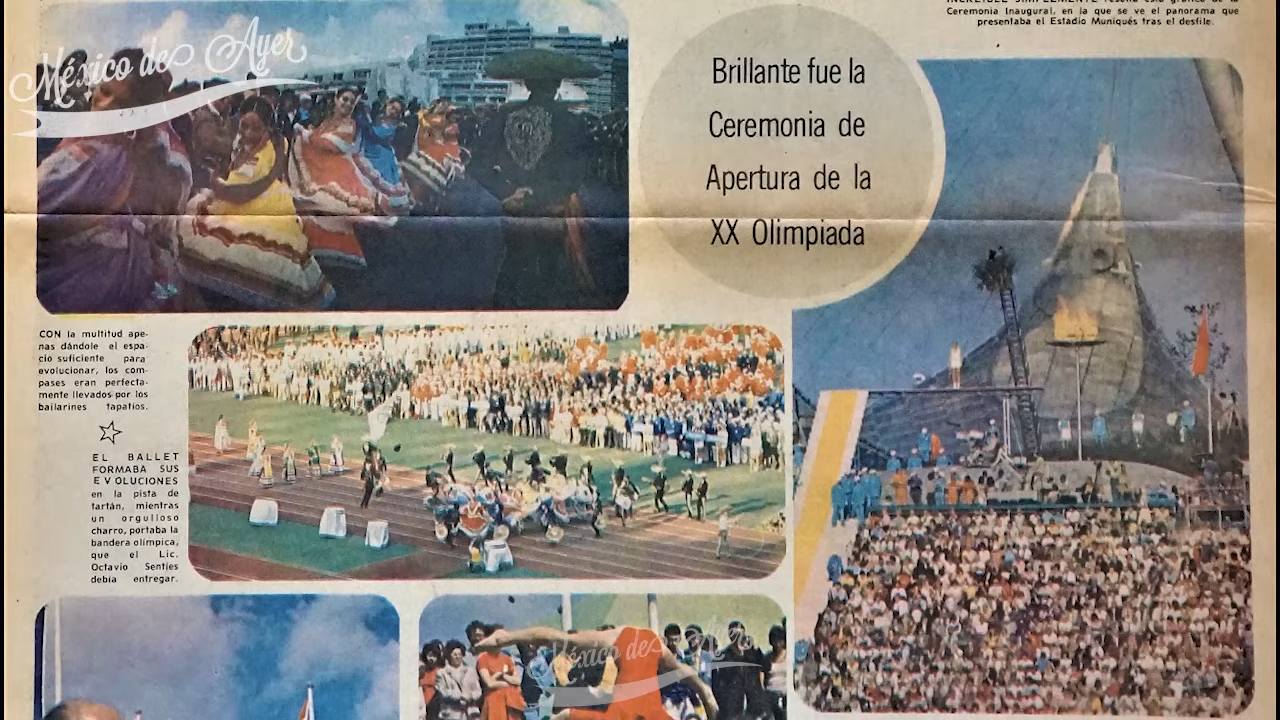 México de Ayer
Ceremonia Inaugural, en la que se ve el panorama que
presentaba el Estadio Muniqués tras el desfile.
Brillante fue la
Ceremonia de
Apertura de la
XX Olimpiada
CON la multitud ape-
nas dándole el espa-
cio suficiente para
evolucionar, los com-
pases eran perfecta-
mente llevados por los
bailarines tapatíos.
EL BALLET
FORMABA SUS
EVOLUCIONES
en la pista de
tartán, mientras
un orgulloso
charro, portaba la
bandera olímpica,
que el Lic.
Octavio Senties
debía entregar.
México de Ayer